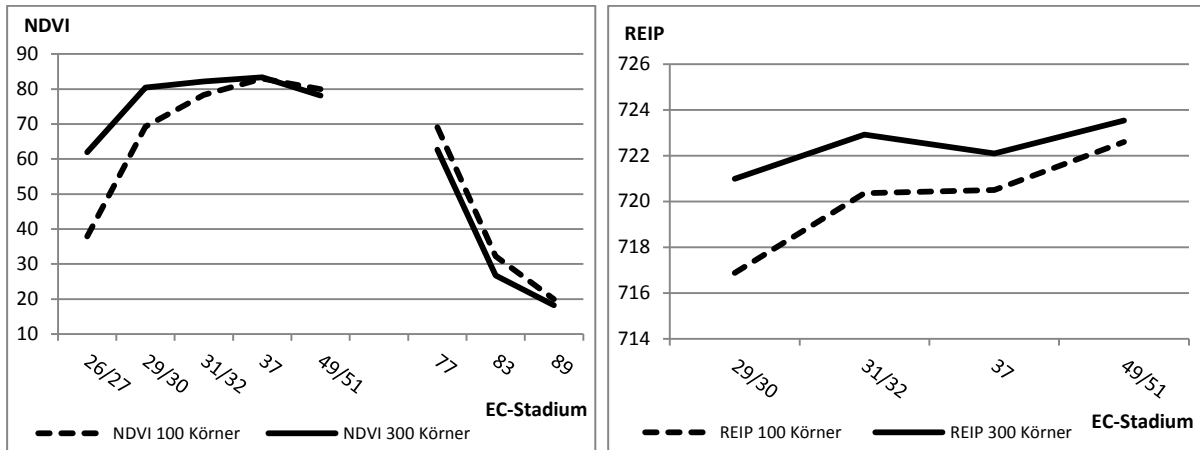 NDVI
90
80
70
60
50
40
30
20
10
26/27 29/30 31/32 37 49/51 77 83 89
EC-Stadium
NDVI 100 Körner NDVI 300 Körner
REIP
726
724
722
720
718
716
714
29/30 31/32 37 49/51
EC-Stadium
REIP 100 Körner REIP 300 Körner